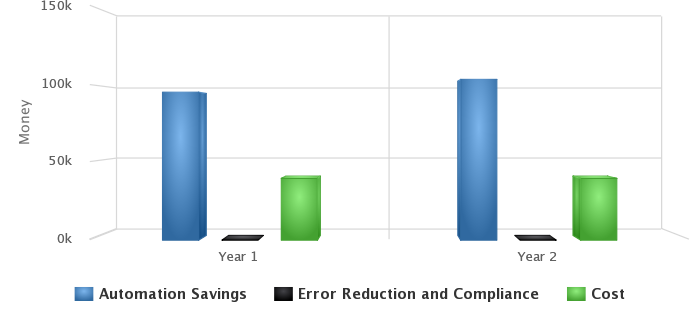 150k
100k
50k
0k
Money
Year 1
Year 2
Automation Savings
Error Reduction and Compliance
Cost